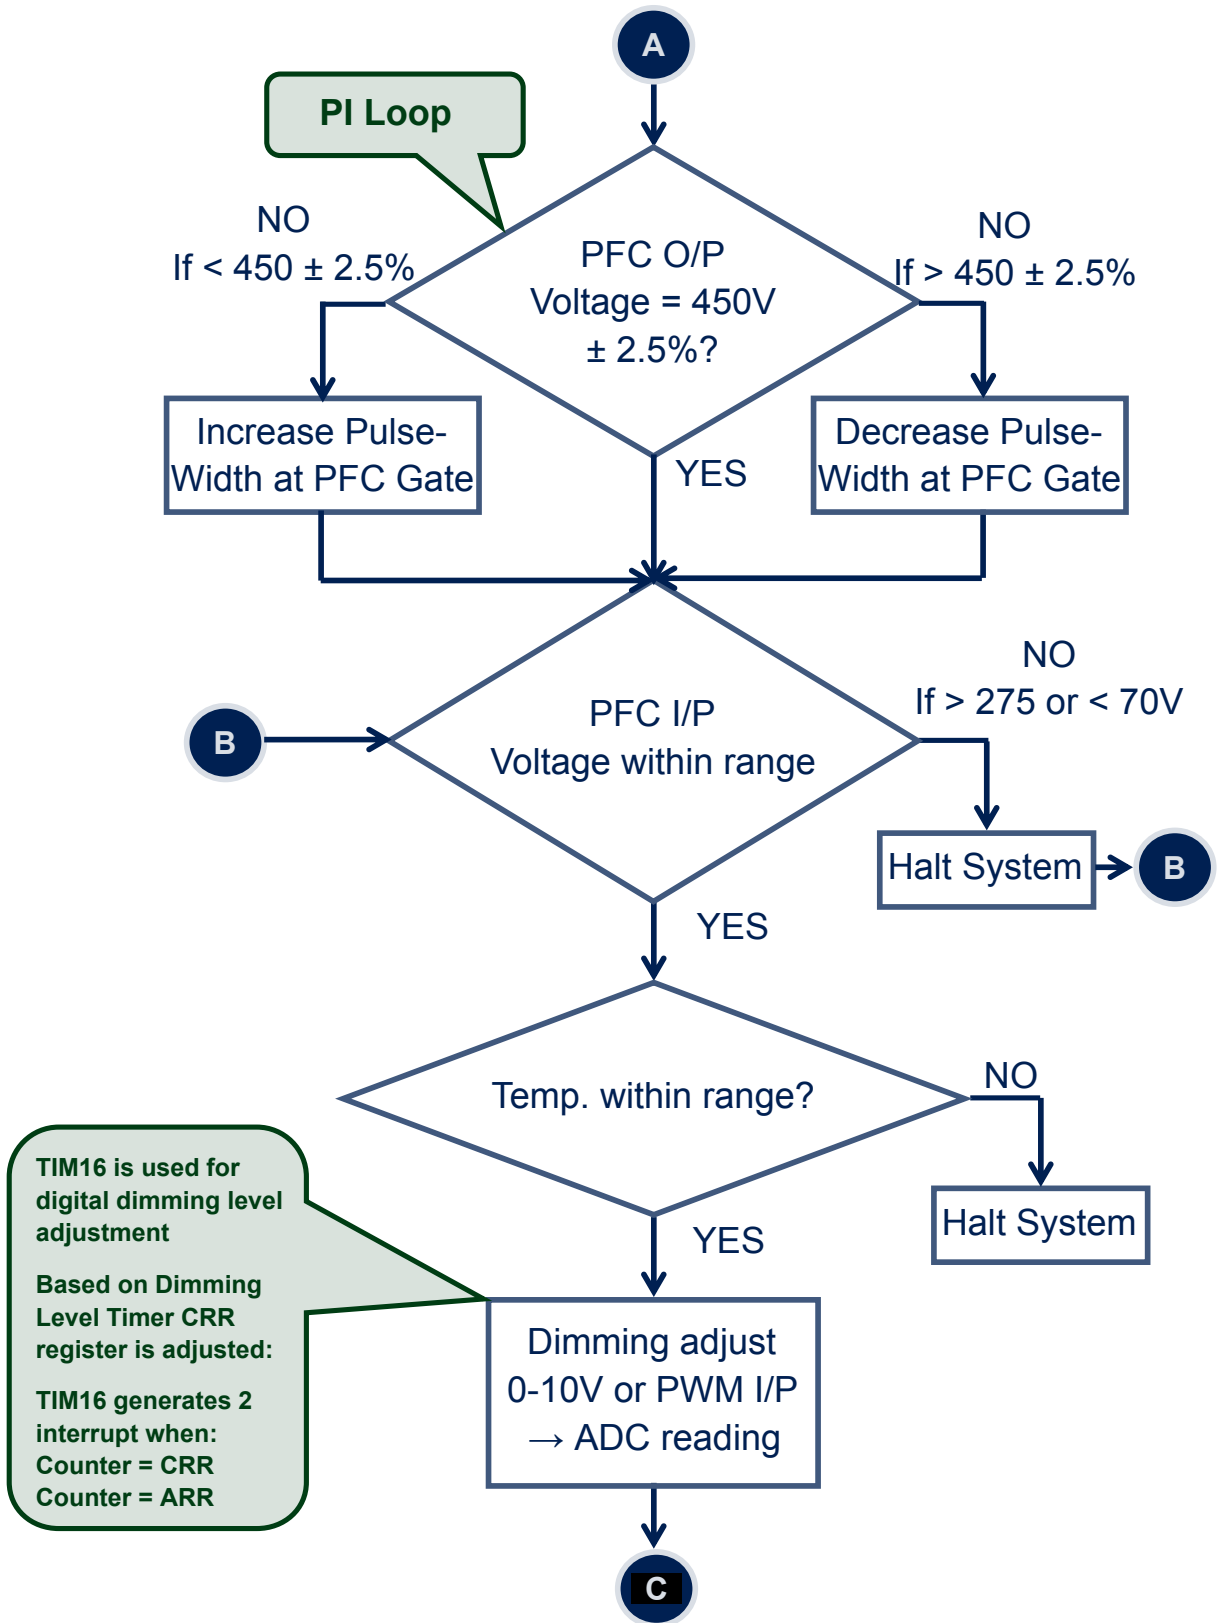 A
PI Loop
NO
If < 450 ± 2.5%
PFC O/P
Voltage = 450V
± 2.5%?
NO
If > 450 ± 2.5%
Increase Pulse-
Width at PFC Gate
YES
Decrease Pulse-
Width at PFC Gate
B
PFC I/P
Voltage within range
NO
If > 275 or < 70V
Halt System
B
YES
Temp. within range?
NO
Halt System
YES
TIM16 is used for
digital dimming level
adjustment
Based on Dimming
Level Timer CRR
register is adjusted:
TIM16 generates 2
interrupt when:
Counter = CRR
Counter = ARR
Dimming adjust
0-10V or PWM I/P
→ ADC reading
C